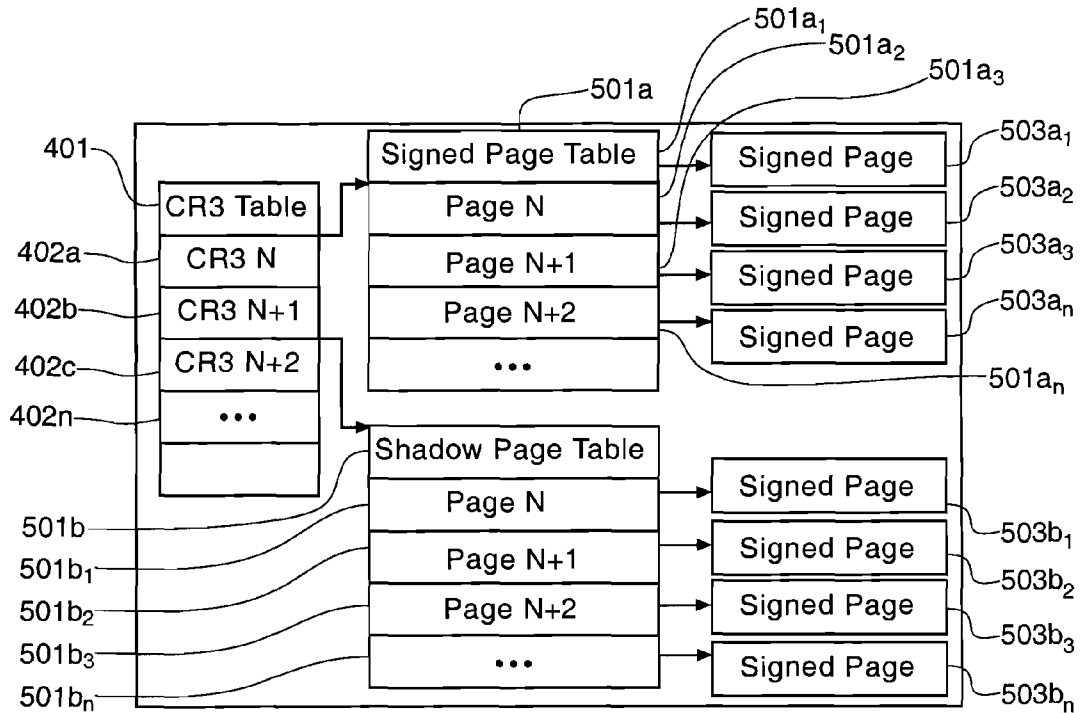 501a₁
501a₂
501a₃
501a
401
CR3 Table
402a
CR3 N
402b
CR3 N+1
402c
CR3 N+2
402n
•••
Signed Page Table
Page N
Page N+1
Page N+2
•••
Signed Page
503a₁
Signed Page
503a₂
Signed Page
503a₃
Signed Page
503aₙ
501aₙ
Shadow Page Table
501b
Page N
501b₁
Page N+1
501b₂
Page N+2
501b₃
•••
501bₙ
Signed Page
503b₁
Signed Page
503b₂
Signed Page
503b₃
Signed Page
503bₙ